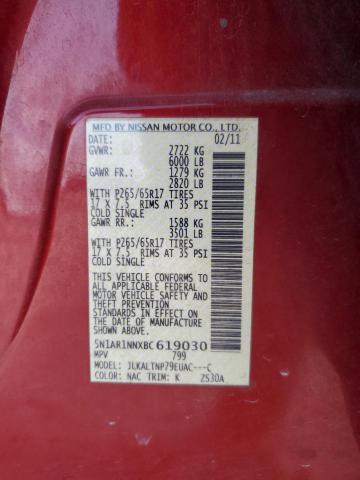 MFD BY NISSAN MOTOR CO., LTD.
DATE: 02/11
GVWR: 2722 KG
6000 LB
GAWR FR.: 1279 KG
2820 LB
WITH P265/65R17 TIRES
17 X 7.5 RIMS AT 35 PSI
COLD SINGLE
GAWR RR.: 1588 KG
3501 LB
WITH P265/65R17 TIRES
17 X 7.5 RIMS AT 35 PSI
COLD SINGLE
THIS VEHICLE CONFORMS TO
ALL APPLICABLE FEDERAL
MOTOR VEHICLE SAFETY
AND THEFT PREVENTION
STANDARDS IN EFFECT ON
THE DATE OF MANUFACTURE
SHOWN ABOVE.
5N1AR1NNXBC619030
MPV 799
MODEL: JLKALTNP79EUAC---C
COLOR: NAC TRIM: K ZS30A